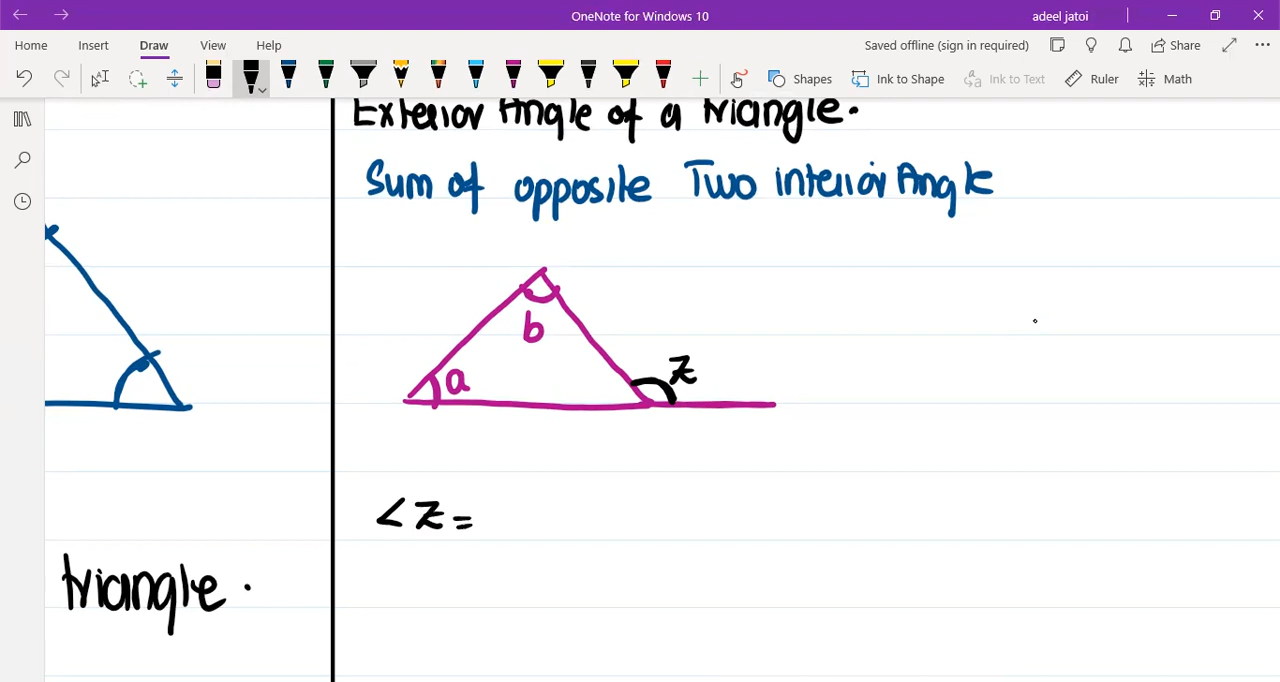 OneNote for Windows 10
adeel jatoi
Home Insert Draw View Help
Saved offline (sign in required)
Share
Shapes
Ink to Shape
Ink to Text
Ruler
Math
Exterior Angle of a Triangle.
Sum of opposite Two interior Angle
b
a
z
<z=
triangle.